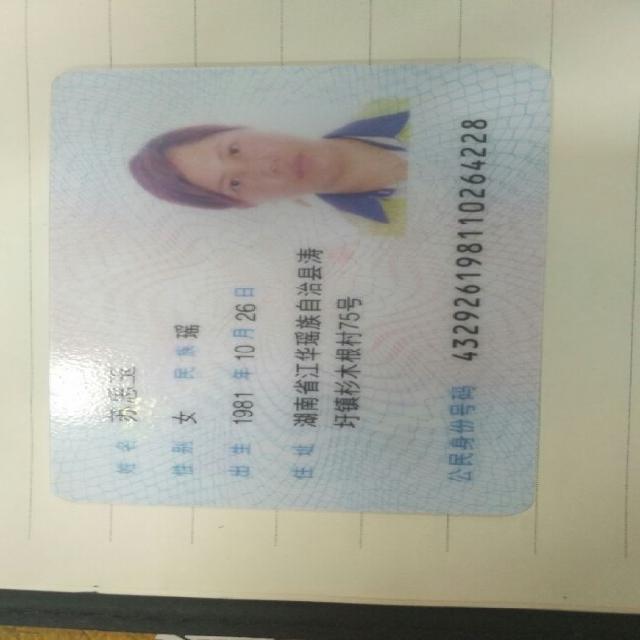 姓名 苏
性别 女 民族 瑶
出生 1981 年 10 月 26 日
住址 湖南省江华瑶族自治县涛
圩镇杉木根村75号
公民身份号码 432926198110264228